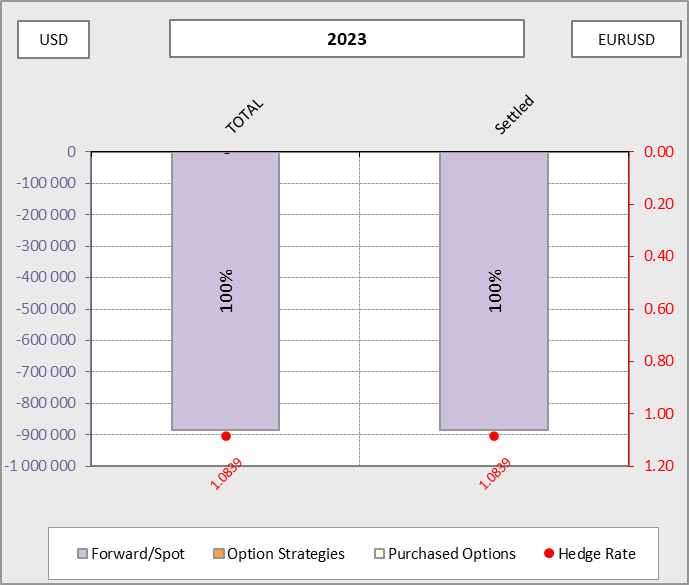 USD
2023
EURUSD
TOTAL
Settled
0
-100 000
-200 000
-300 000
-400 000
-500 000
-600 000
-700 000
-800 000
-900 000
-1 000 000
100%
100%
0.00
0.20
0.40
0.60
0.80
1.00
1.20
1.0839
1.0839
Forward/Spot
Option Strategies
Purchased Options
Hedge Rate